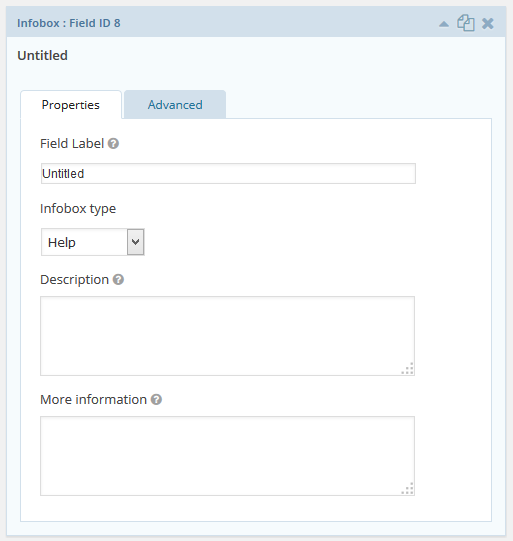 Infobox : Field ID 8
Untitled
Properties
Advanced
Field Label
Untitled
Infobox type
Help
Description
More information